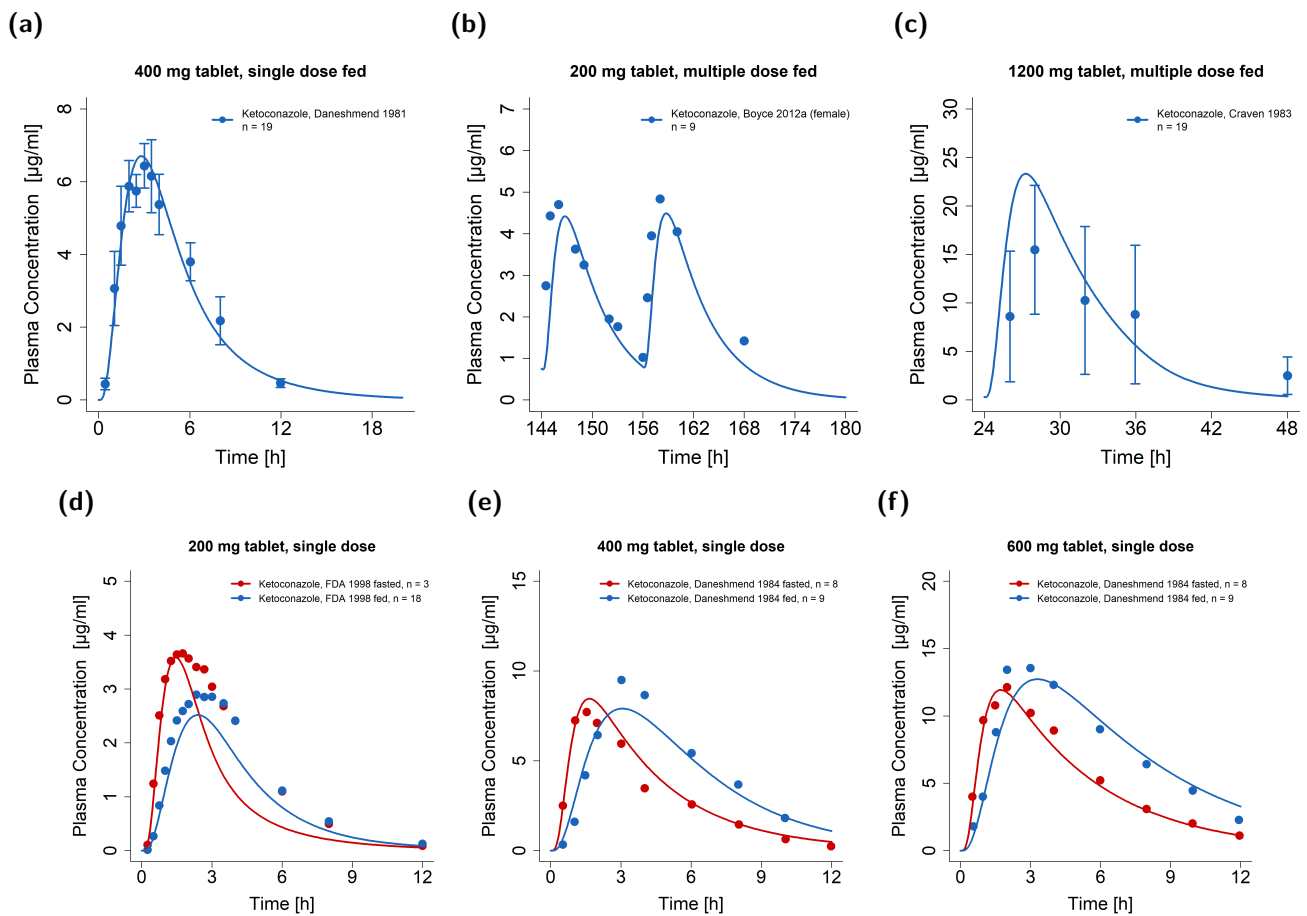 (a)
400 mg tablet, single dose fed
Ketoconazole, Daneshmend 1981
n = 19
Plasma Concentration [µg/ml]
8
6
4
2
0
0 6 12 18
Time [h]
(b)
200 mg tablet, multiple dose fed
Ketoconazole, Boyce 2012a (female)
n = 9
Plasma Concentration [µg/ml]
7
6
5
4
3
2
1
0
144 150 156 162 168 174 180
Time [h]
(c)
1200 mg tablet, multiple dose fed
Ketoconazole, Craven 1983
n = 19
Plasma Concentration [µg/ml]
30
25
20
15
10
5
0
24 30 36 42 48
Time [h]
(d)
200 mg tablet, single dose
Ketoconazole, FDA 1998 fasted, n = 3
Ketoconazole, FDA 1998 fed, n = 18
Plasma Concentration [µg/ml]
5
4
3
2
1
0
0 3 6 9 12
Time [h]
(e)
400 mg tablet, single dose
Ketoconazole, Daneshmend 1984 fasted, n = 8
Ketoconazole, Daneshmend 1984 fed, n = 9
Plasma Concentration [µg/ml]
15
10
5
0
0 3 6 9 12
Time [h]
(f)
600 mg tablet, single dose
Ketoconazole, Daneshmend 1984 fasted, n = 8
Ketoconazole, Daneshmend 1984 fed, n = 9
Plasma Concentration [µg/ml]
20
15
10
5
0
0 3 6 9 12
Time [h]